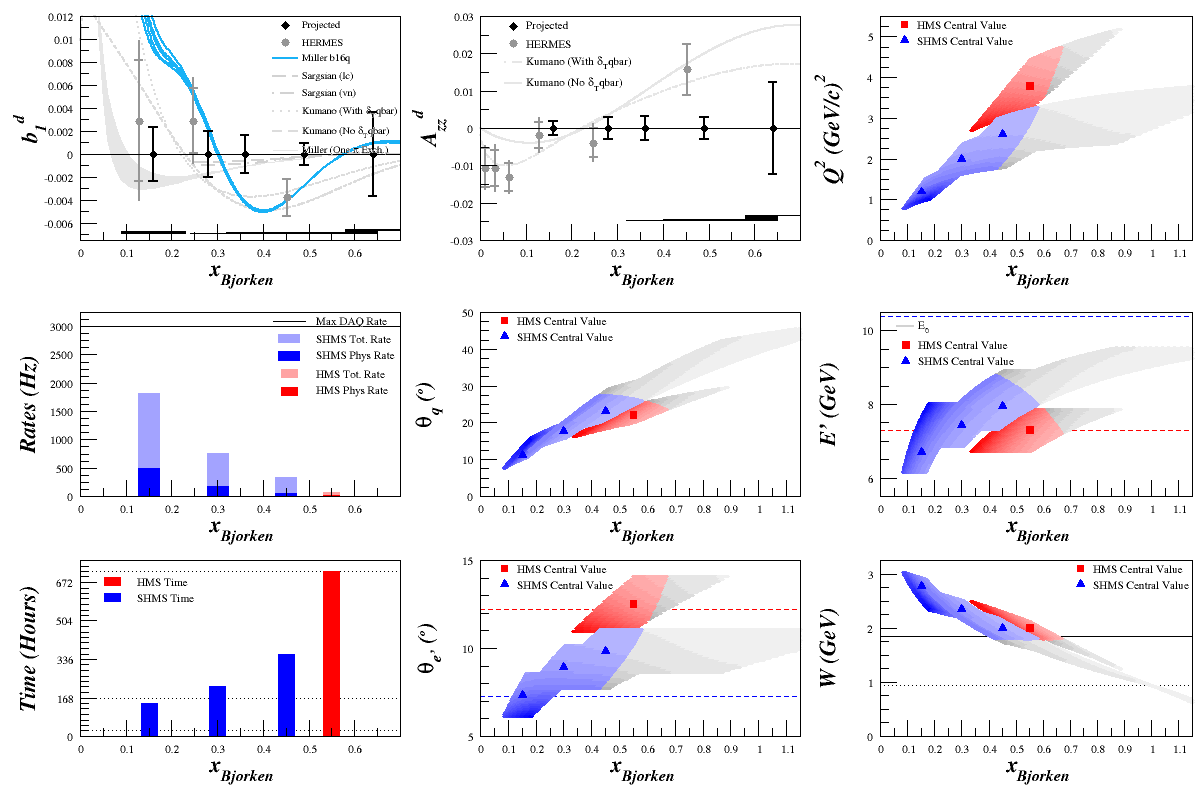 0.012
0.01
0.008
0.006
0.004
0.002
0
-0.002
-0.004
-0.006
b₁ᵈ
Projected
HERMES
Miller b16q
Sargsian (lc)
Sargsian (vn)
Kumano (With δ_T qbar)
Kumano (No δ_T qbar)
Miller (One π Exch.)
0 0.1 0.2 0.3 0.4 0.5 0.6
x Bjorken
0.03
0.02
0.01
0
-0.01
-0.02
-0.03
A_zz^d
Projected
HERMES
Kumano (With δ_T qbar)
Kumano (No δ_T qbar)
0 0.1 0.2 0.3 0.4 0.5 0.6
x Bjorken
5
4
3
2
1
0
Q² (GeV/c)²
HMS Central Value
SHMS Central Value
0 0.1 0.2 0.3 0.4 0.5 0.6 0.7 0.8 0.9 1 1.1
x Bjorken
3000
2500
2000
1500
1000
500
0
Rates (Hz)
Max DAQ Rate
SHMS Tot. Rate
SHMS Phys Rate
HMS Tot. Rate
HMS Phys Rate
0 0.1 0.2 0.3 0.4 0.5 0.6
x Bjorken
50
40
30
20
10
0
θ_q (°)
HMS Central Value
SHMS Central Value
0 0.1 0.2 0.3 0.4 0.5 0.6 0.7 0.8 0.9 1 1.1
x Bjorken
10
8
6
E' (GeV)
E₀
HMS Central Value
SHMS Central Value
0 0.1 0.2 0.3 0.4 0.5 0.6 0.7 0.8 0.9 1 1.1
x Bjorken
672
504
336
168
0
Time (Hours)
HMS Time
SHMS Time
0 0.1 0.2 0.3 0.4 0.5 0.6
x Bjorken
15
10
5
θ_e' (°)
HMS Central Value
SHMS Central Value
0 0.1 0.2 0.3 0.4 0.5 0.6 0.7 0.8 0.9 1 1.1
x Bjorken
3
2
1
0
W (GeV)
HMS Central Value
SHMS Central Value
0 0.1 0.2 0.3 0.4 0.5 0.6 0.7 0.8 0.9 1 1.1
x Bjorken